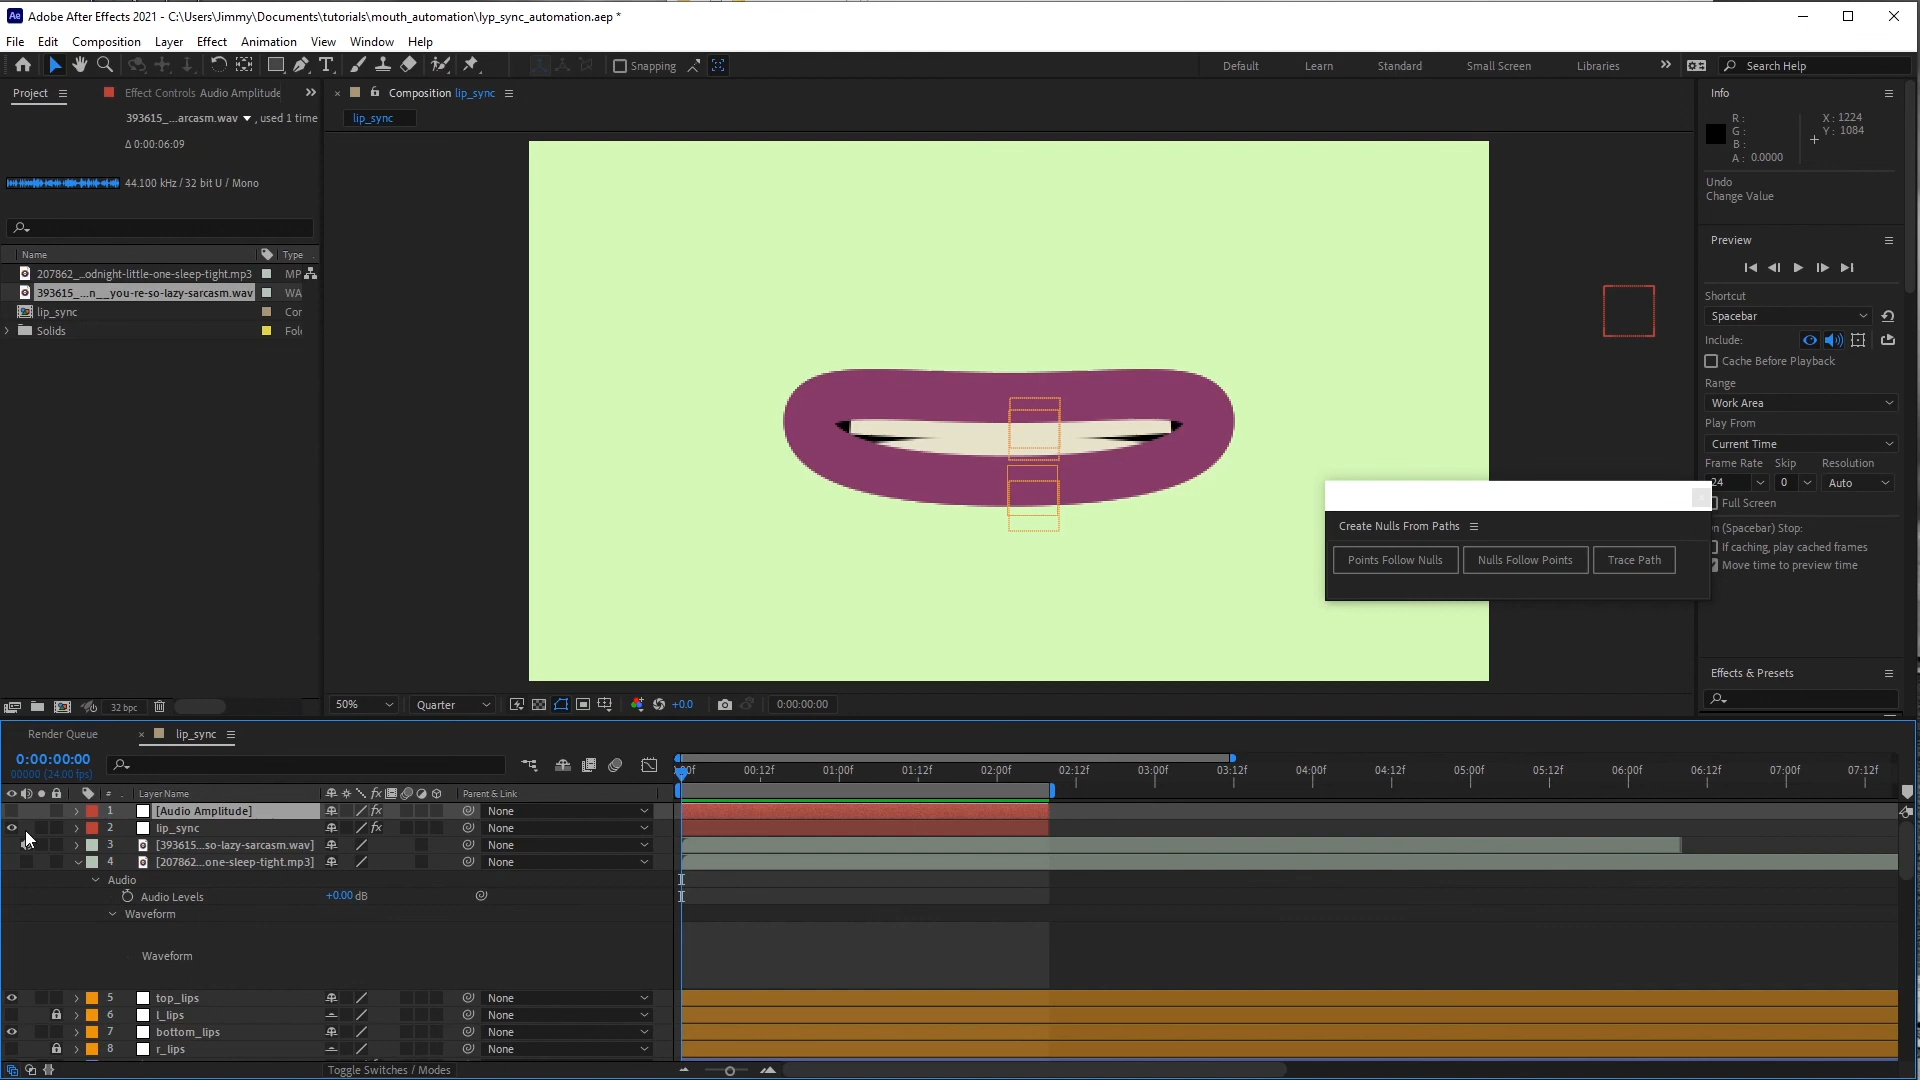 Adobe After Effects 2021 - C:\Users\Jimmy\Documents\tutorials\mouth_automation\lyp_sync_automation.aep *
File Edit Composition Layer Effect Animation View Window Help
Snapping
Default Learn Standard Small Screen Libraries
Search Help
Project
Effect Controls Audio Amplitude
393615_...arcasm.wav , used 1 time
Δ 0:00:06:09
44.100 kHz / 32 bit U / Mono
Name Type
207862_...odnight-little-one-sleep-tight.mp3 MP
393615_...n__you-re-so-lazy-sarcasm.wav WA
lip_sync Cor
Solids Fol
32 bpc
Composition lip_sync
lip_sync
50% Quarter +0.0 0:00:00:00
Info
R :
G :
B :
A : 0.0000
X : 1224
Y : 1084
Undo
Change Value
Preview
Shortcut
Spacebar
Include:
Cache Before Playback
Range
Work Area
Play From
Current Time
Frame Rate Skip Resolution
24 0 Auto
Full Screen
(Spacebar) Stop:
If caching, play cached frames
Move time to preview time
Create Nulls From Paths
Points Follow Nulls Nulls Follow Points Trace Path
Effects & Presets
Render Queue lip_sync
0:00:00:00
00000 (24.00 fps)
00:12f 01:00f 01:12f 02:00f 02:12f 03:00f 03:12f 04:00f 04:12f 05:00f 05:12f 06:00f 06:12f 07:00f 07:12f
# Layer Name Parent & Link
1 [Audio Amplitude] fx None
2 lip_sync fx None
3 [393615...so-lazy-sarcasm.wav] None
4 [207862...one-sleep-tight.mp3] None
Audio
Audio Levels +0.00 dB
Waveform
Waveform
5 top_lips None
6 l_lips None
7 bottom_lips None
8 r_lips None
Toggle Switches / Modes